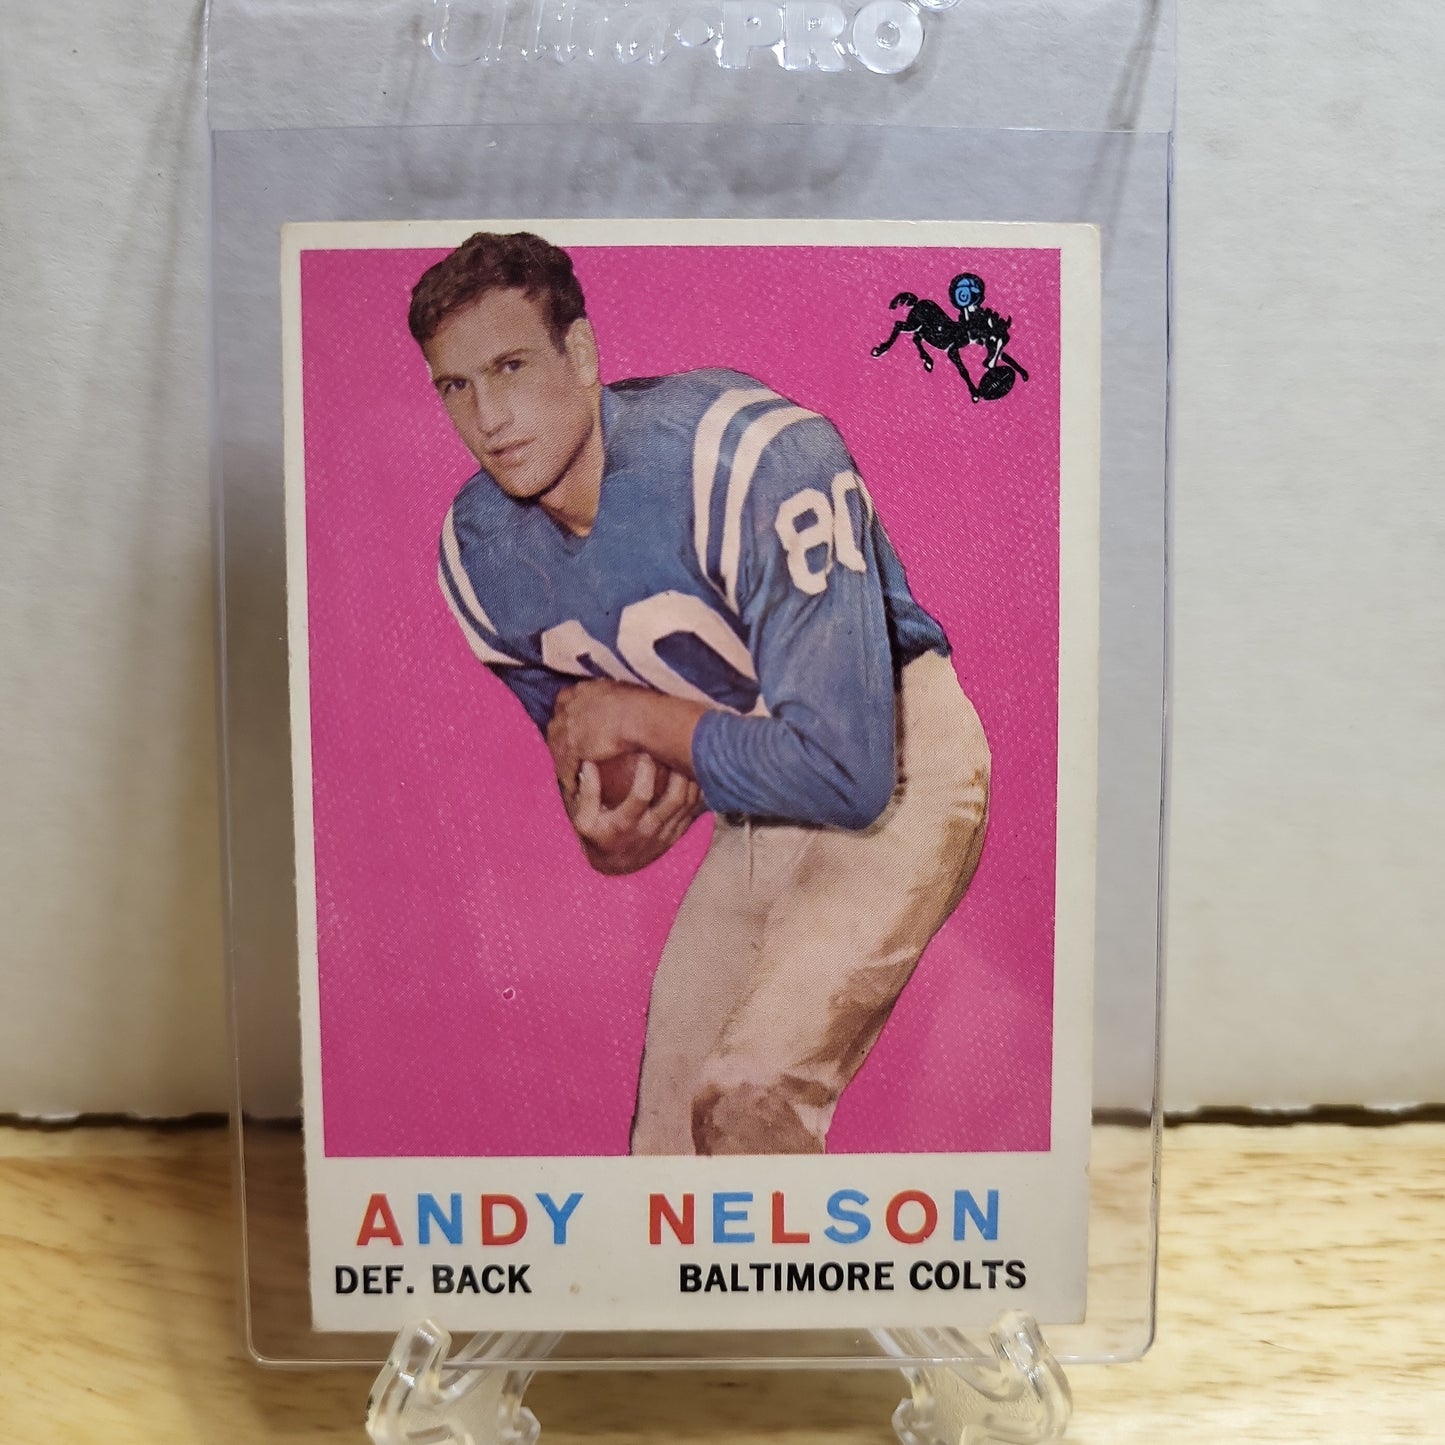 Ultra•PRO®
80
80
ANDY NELSON
DEF. BACK BALTIMORE COLTS